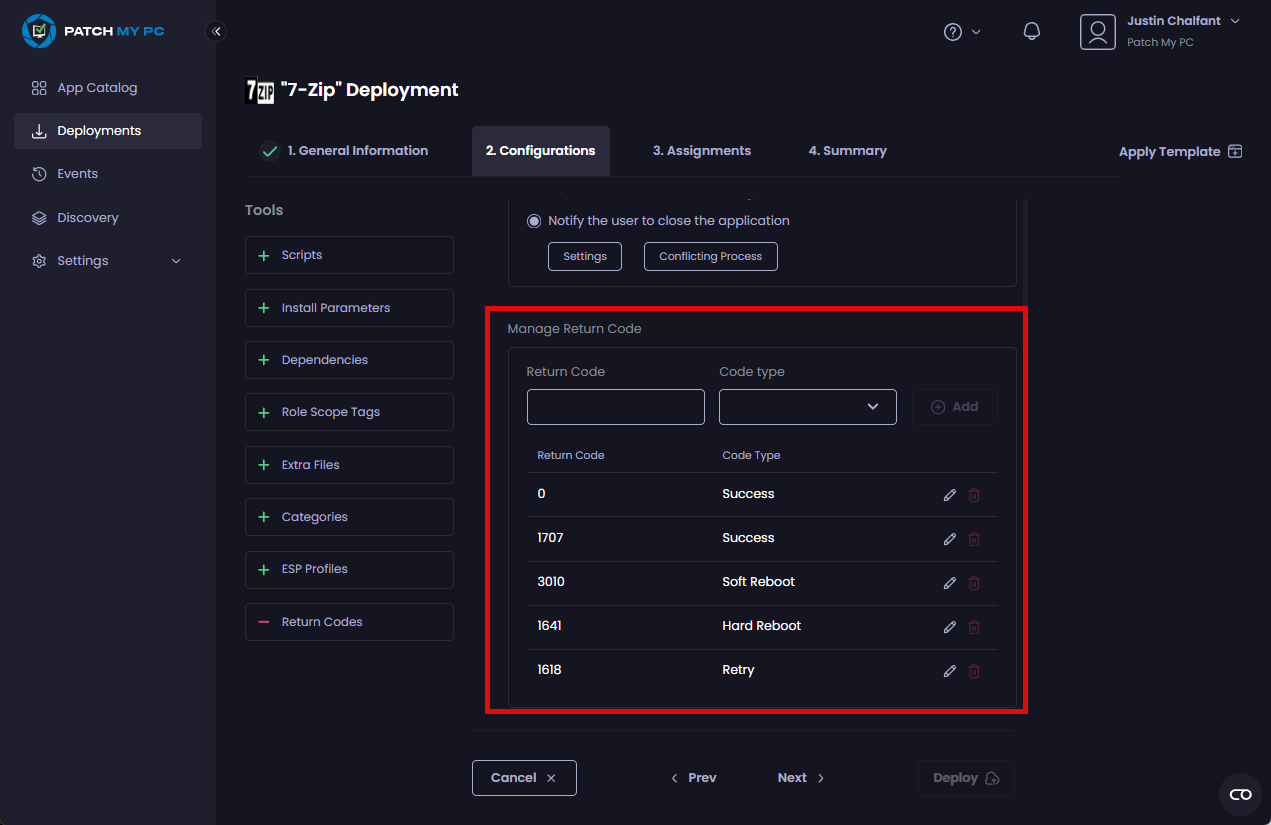 PATCH MY PC
Justin Chalfant
Patch My PC
App Catalog
Deployments
Events
Discovery
Settings
7ZIP "7-Zip" Deployment
1. General Information
2. Configurations
3. Assignments
4. Summary
Apply Template
Tools
Scripts
Install Parameters
Dependencies
Role Scope Tags
Extra Files
Categories
ESP Profiles
Return Codes
Notify the user to close the application
Settings
Conflicting Process
Manage Return Code
Return Code
Code type
Add
Return Code Code Type
0 Success
1707 Success
3010 Soft Reboot
1641 Hard Reboot
1618 Retry
Cancel
Prev
Next
Deploy